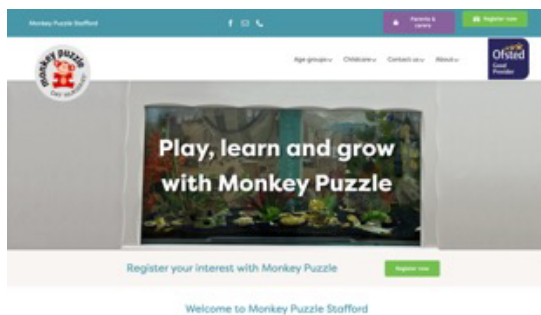 Monkey Puzzle Stafford
Parents & carers
Register now
monkey puzzle
DAY NURSERY
Age groups
Childcare
Contact us
About
Ofsted
Good
Provider
Play, learn and grow
with Monkey Puzzle
Register your interest with Monkey Puzzle
Register now
Welcome to Monkey Puzzle Stafford